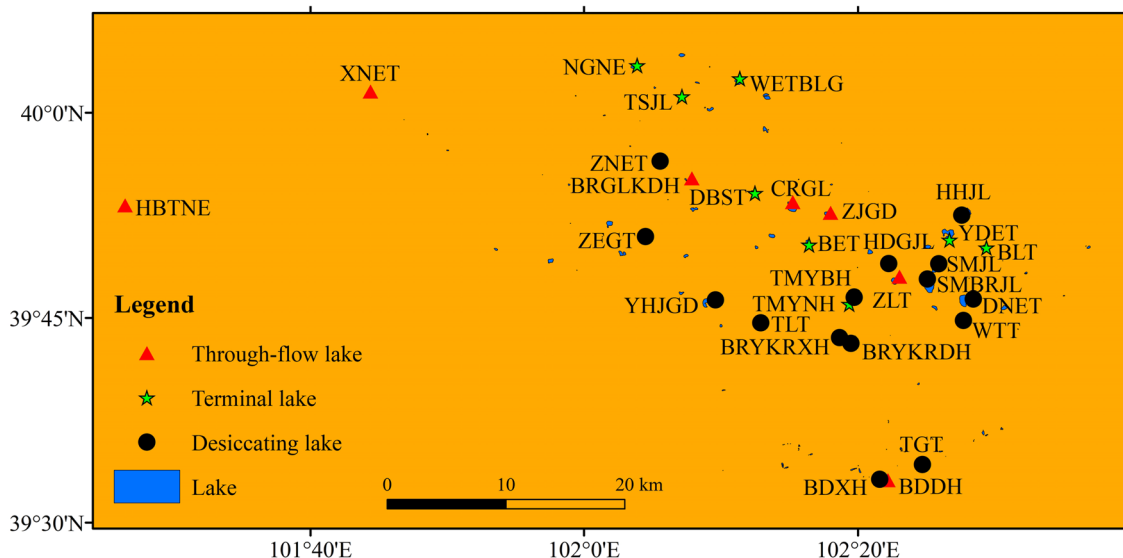 XNET
NGNE
WETBLG
TSJL
40°0'N
ZNET
BRGLKDH
DBST
CRGL
HHJL
HBTNE
ZJGD
ZEGT
BET
HDGJL
YDET
BLT
SMJL
TMYBH
SMBRJL
Legend
YHJGD
TMYNH
ZLT
DNET
39°45'N
TLT
WTT
Through-flow lake
BRYKRXH
BRYKRDH
Terminal lake
Desiccating lake
TGT
Lake
0
10
20 km
BDXH
BDDH
39°30'N
101°40'E
102°0'E
102°20'E